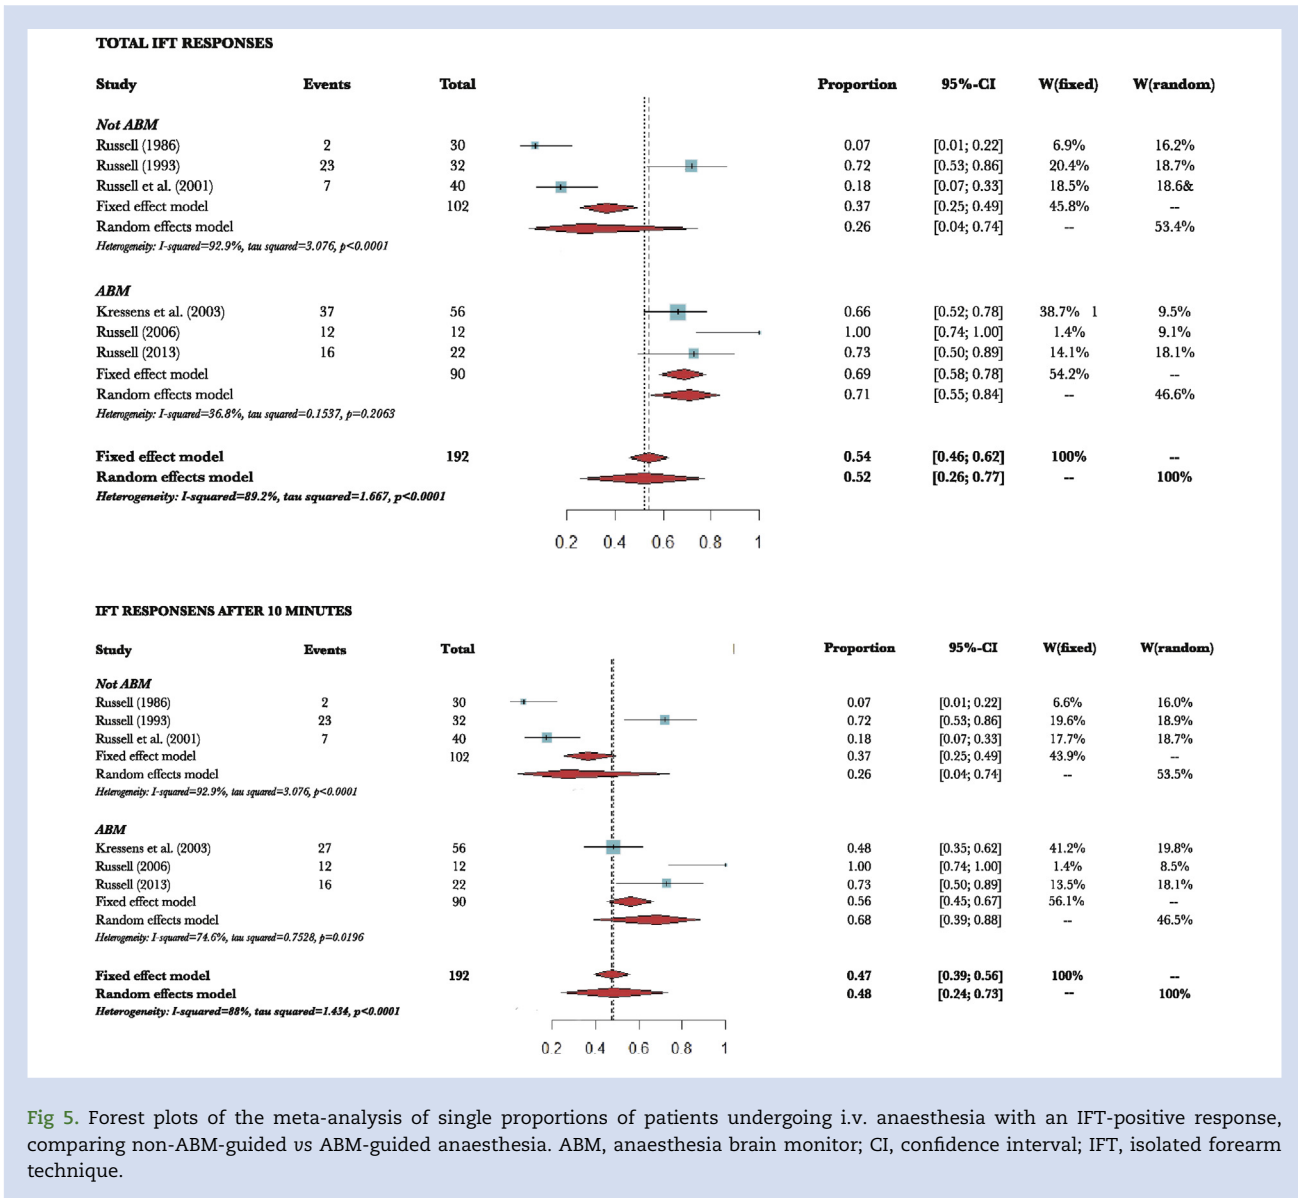 TOTAL IFT RESPONSES
Study Events Total Proportion 95%-CI W(fixed) W(random)
Not ABM
Russell (1986) 2 30 0.07 [0.01; 0.22] 6.9% 16.2%
Russell (1993) 23 32 0.72 [0.53; 0.86] 20.4% 18.7%
Russell et al. (2001) 7 40 0.18 [0.07; 0.33] 18.5% 18.6&
Fixed effect model 102 0.37 [0.25; 0.49] 45.8% --
Random effects model 0.26 [0.04; 0.74] -- 53.4%
Heterogeneity: I-squared=92.9%, tau squared=3.076, p<0.0001
ABM
Kressens et al. (2003) 37 56 0.66 [0.52; 0.78] 38.7% 1 9.5%
Russell (2006) 12 12 1.00 [0.74; 1.00] 1.4% 9.1%
Russell (2013) 16 22 0.73 [0.50; 0.89] 14.1% 18.1%
Fixed effect model 90 0.69 [0.58; 0.78] 54.2% --
Random effects model 0.71 [0.55; 0.84] -- 46.6%
Heterogeneity: I-squared=36.8%, tau squared=0.1537, p=0.2063
Fixed effect model 192 0.54 [0.46; 0.62] 100% --
Random effects model 0.52 [0.26; 0.77] -- 100%
Heterogeneity: I-squared=89.2%, tau squared=1.667, p<0.0001
0.2 0.4 0.6 0.8 1
IFT RESPONSENS AFTER 10 MINUTES
Study Events Total Proportion 95%-CI W(fixed) W(random)
Not ABM
Russell (1986) 2 30 0.07 [0.01; 0.22] 6.6% 16.0%
Russell (1993) 23 32 0.72 [0.53; 0.86] 19.6% 18.9%
Russell et al. (2001) 7 40 0.18 [0.07; 0.33] 17.7% 18.7%
Fixed effect model 102 0.37 [0.25; 0.49] 43.9% --
Random effects model 0.26 [0.04; 0.74] -- 53.5%
Heterogeneity: I-squared=92.9%, tau squared=3.076, p<0.0001
ABM
Kressens et al. (2003) 27 56 0.48 [0.35; 0.62] 41.2% 19.8%
Russell (2006) 12 12 1.00 [0.74; 1.00] 1.4% 8.5%
Russell (2013) 16 22 0.73 [0.50; 0.89] 13.5% 18.1%
Fixed effect model 90 0.56 [0.45; 0.67] 56.1% --
Random effects model 0.68 [0.39; 0.88] -- 46.5%
Heterogeneity: I-squared=74.6%, tau squared=0.7528, p=0.0196
Fixed effect model 192 0.47 [0.39; 0.56] 100% --
Random effects model 0.48 [0.24; 0.73] -- 100%
Heterogeneity: I-squared=88%, tau squared=1.434, p<0.0001
0.2 0.4 0.6 0.8 1
Fig 5. Forest plots of the meta-analysis of single proportions of patients undergoing i.v. anaesthesia with an IFT-positive response,
comparing non-ABM-guided vs ABM-guided anaesthesia. ABM, anaesthesia brain monitor; CI, confidence interval; IFT, isolated forearm
technique.